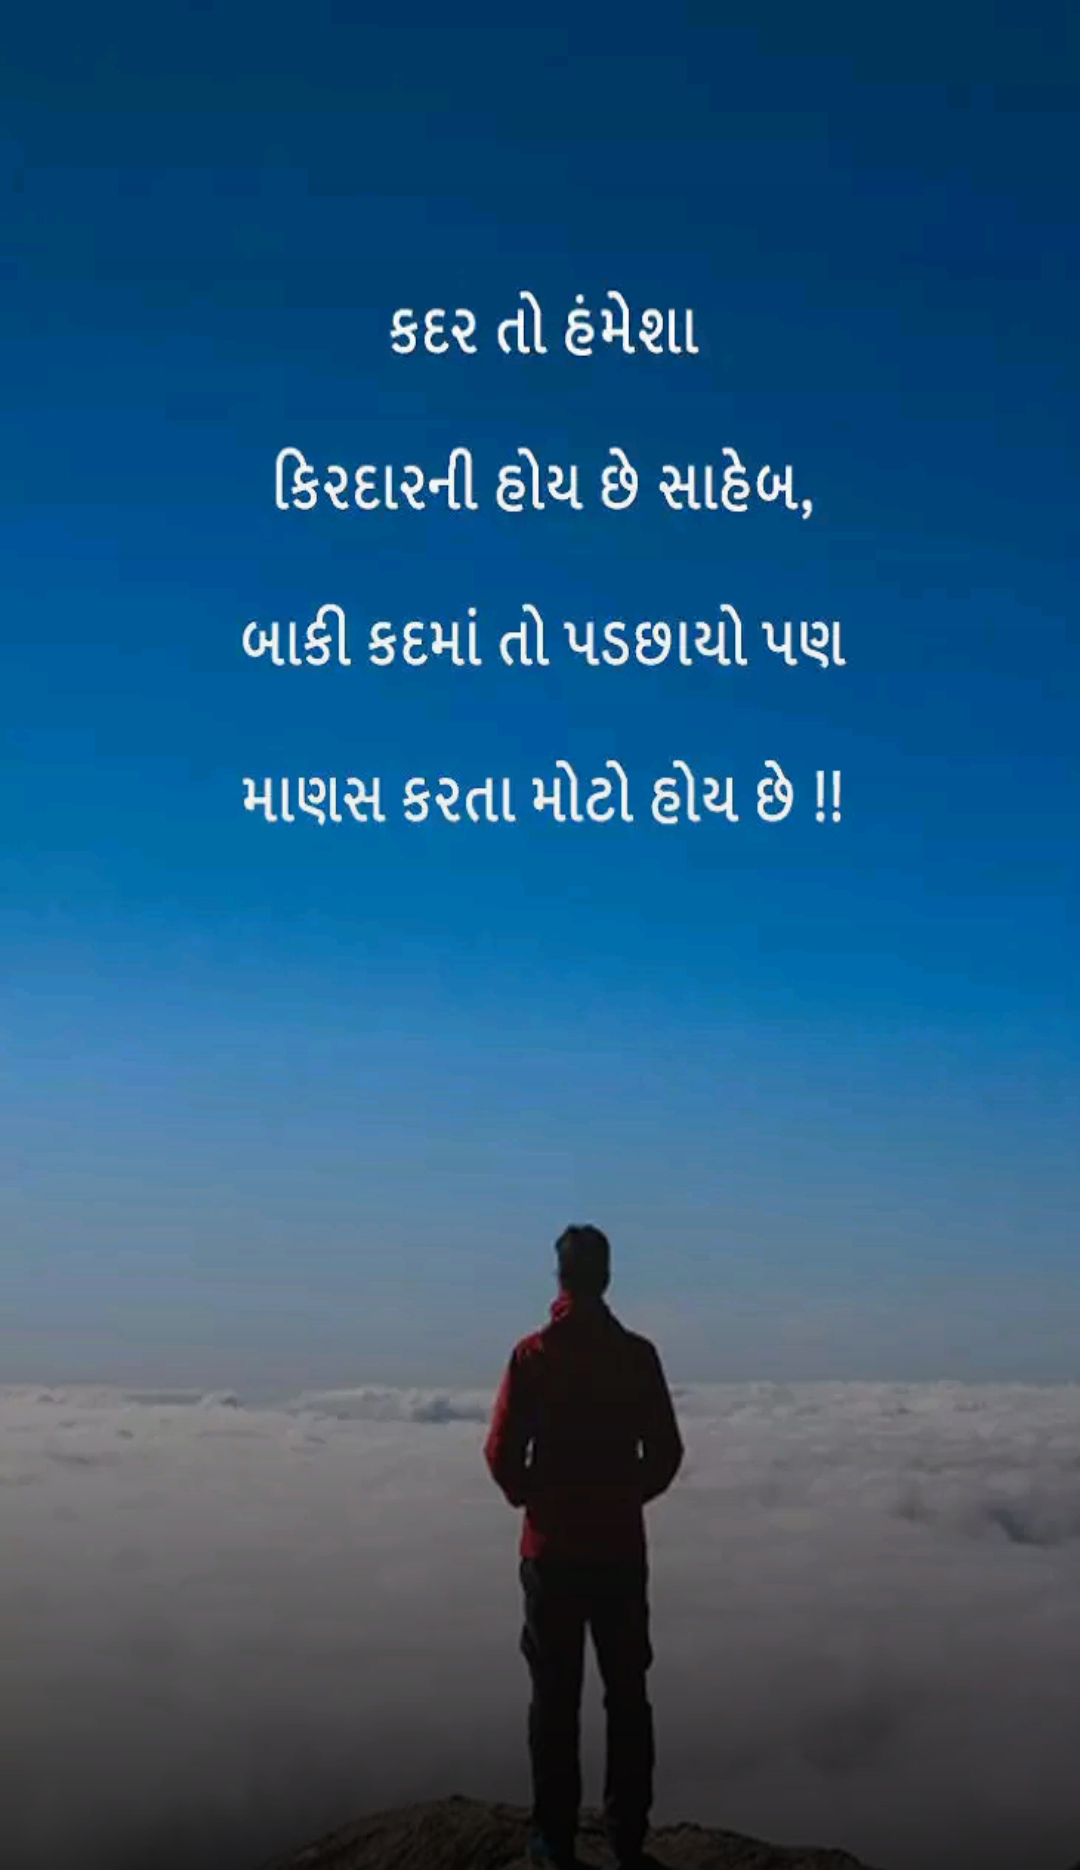 કદર તો હંમેશા
કિરદારની હોય છે સાહેબ,
બાકી કદમાં તો પડછાયો પણ
માણસ કરતા મોટો હોય છે !!